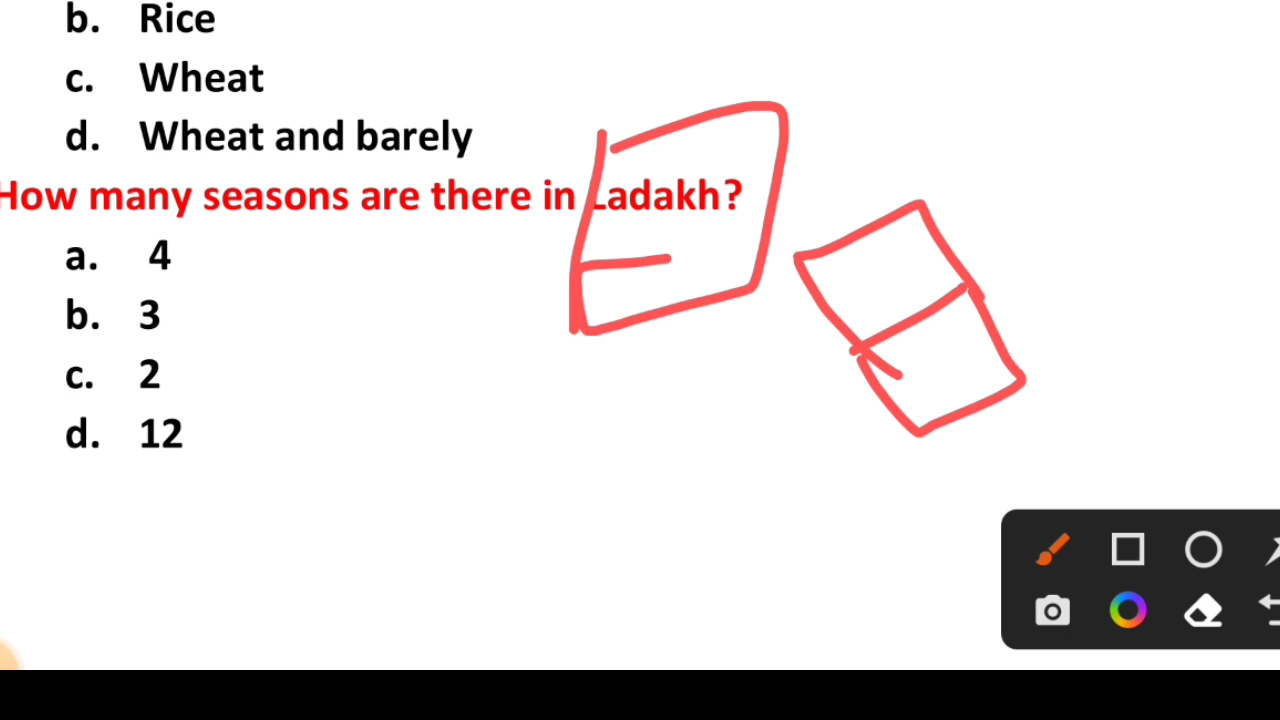 b. Rice
c. Wheat
d. Wheat and barely
How many seasons are there in Ladakh?
a. 4
b. 3
c. 2
d. 12